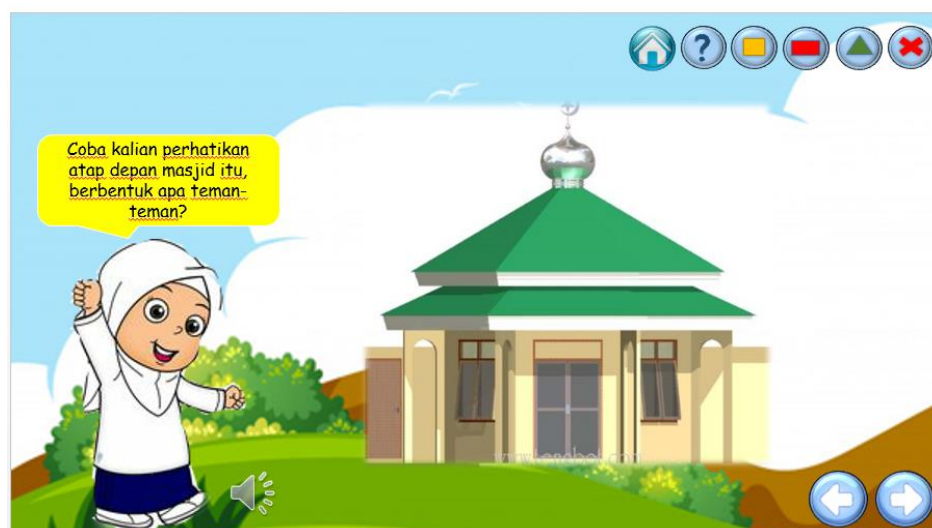 Coba kalian perhatikan
atap depan masjid itu,
berbentuk apa teman-
teman?
?